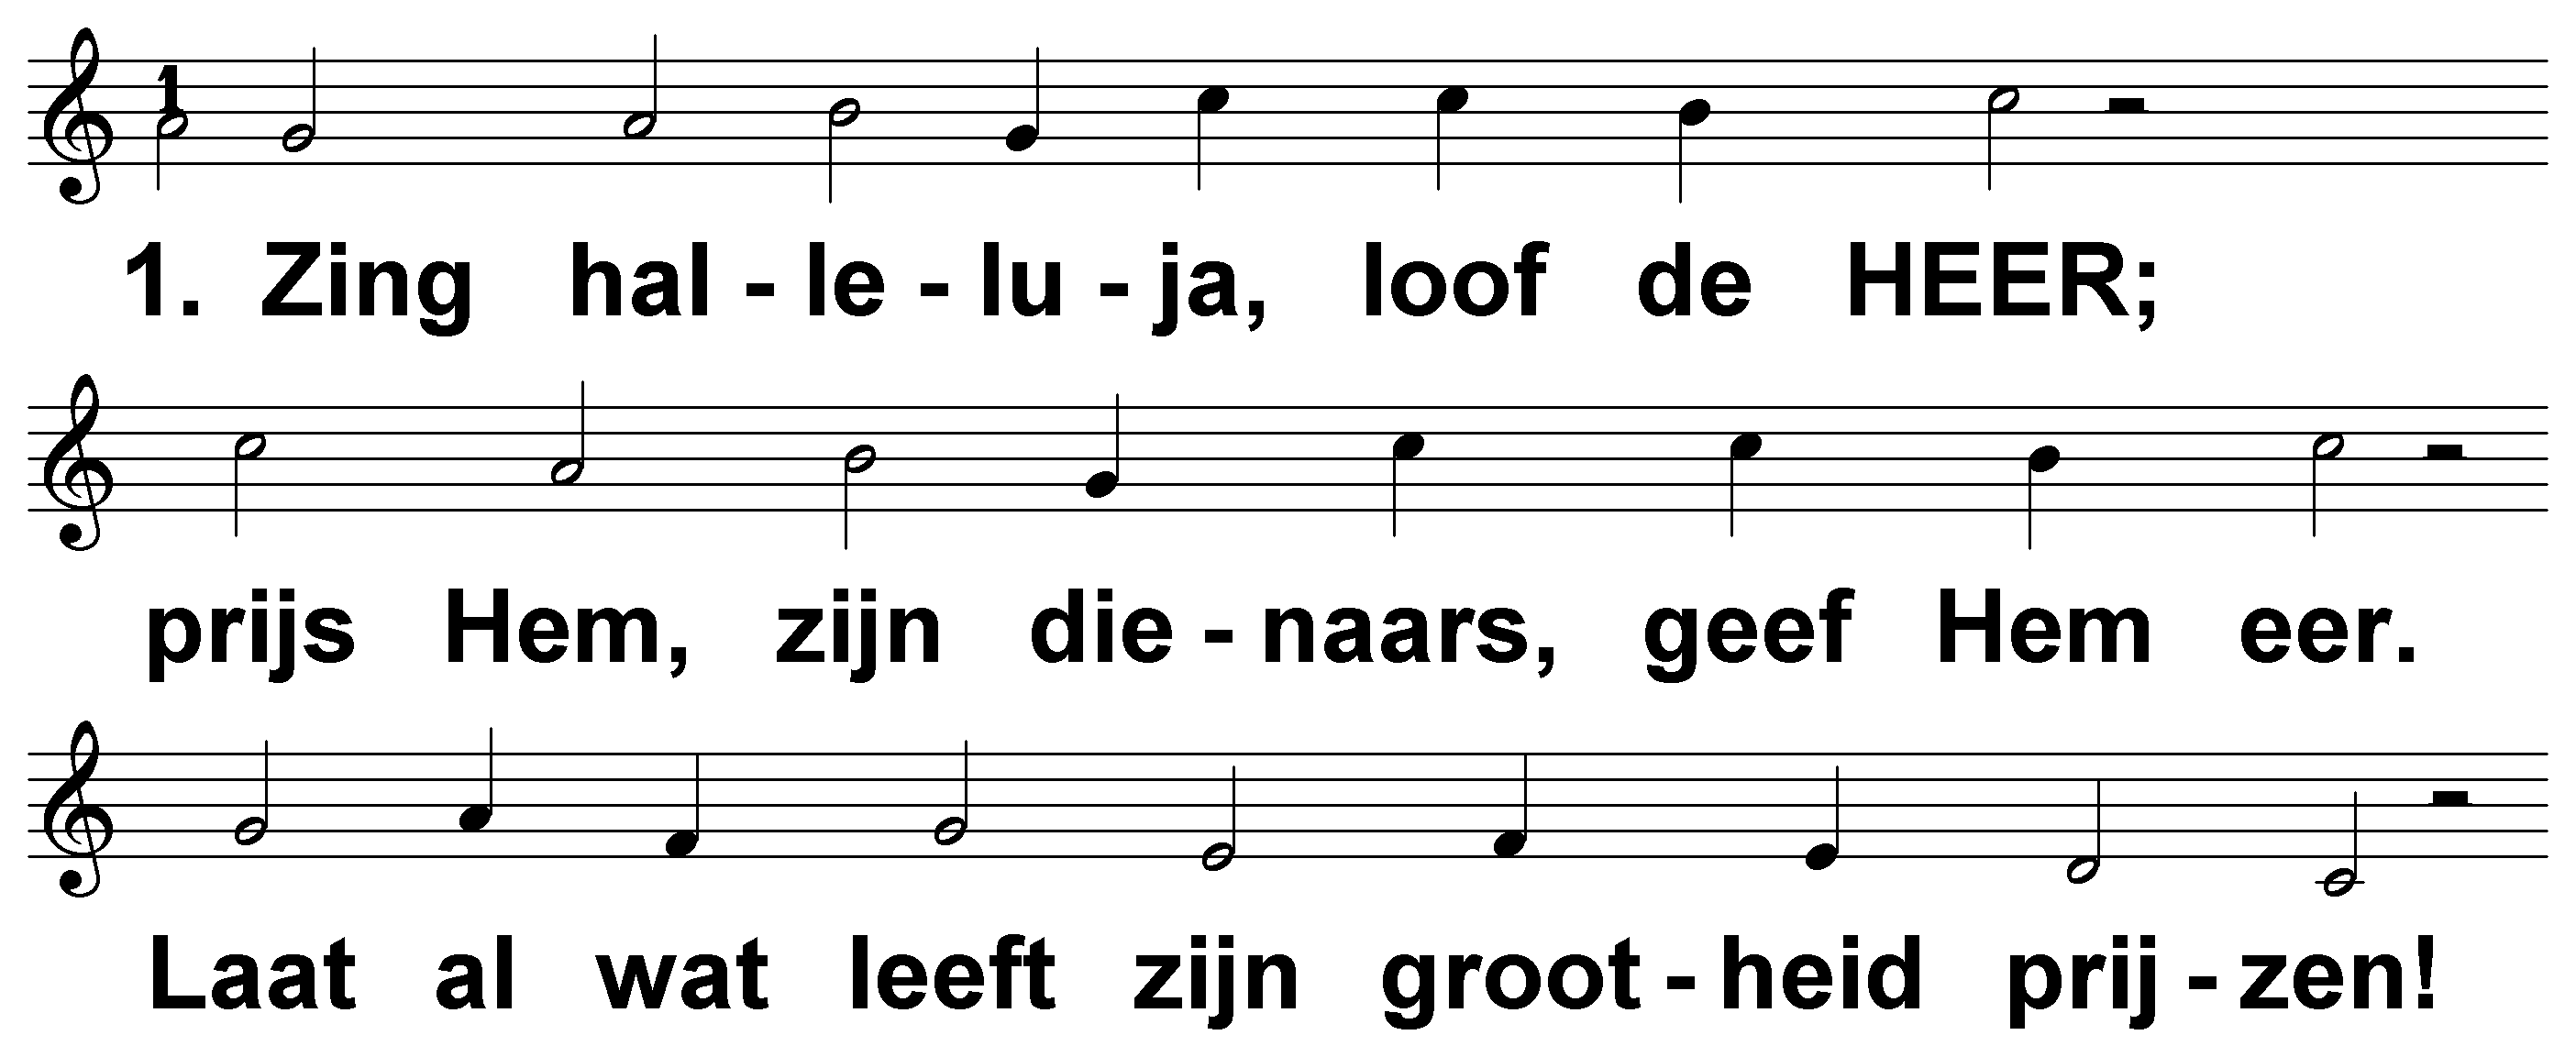 1. Zing hal - le - lu - ja, loof de HEER;
prijs Hem, zijn die - naars, geef Hem eer.
Laat al wat leeft zijn groot - heid prij - zen!